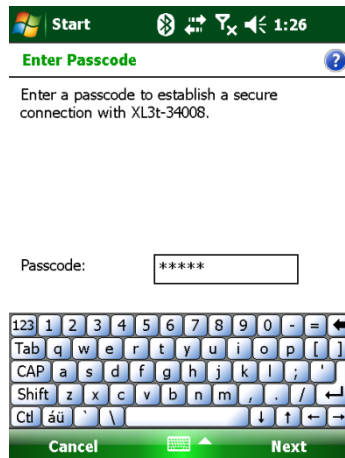 Start 1:26
Enter Passcode ?
Enter a passcode to establish a secure
connection with XL3t-34008.
Passcode: *****
123 1 2 3 4 5 6 7 8 9 0 - =
Tab q w e r t y u i o p [ ]
CAP a s d f g h j k l ; '
Shift z x c v b n m , . /
Ctl áü ` \
Cancel Next